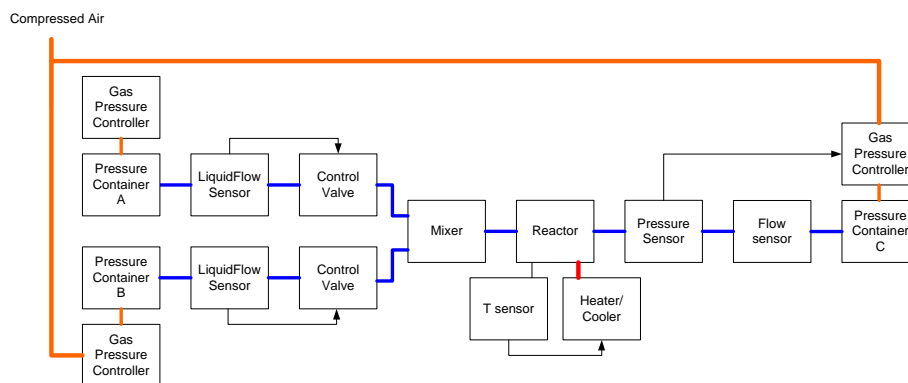 Compressed Air
Gas
Pressure
Controller
Pressure
Container
A
LiquidFlow
Sensor
Control
Valve
Gas
Pressure
Controller
Mixer
Reactor
Pressure
Sensor
Flow
sensor
Pressure
Container
C
Pressure
Container
B
LiquidFlow
Sensor
Control
Valve
T sensor
Heater/
Cooler
Gas
Pressure
Controller